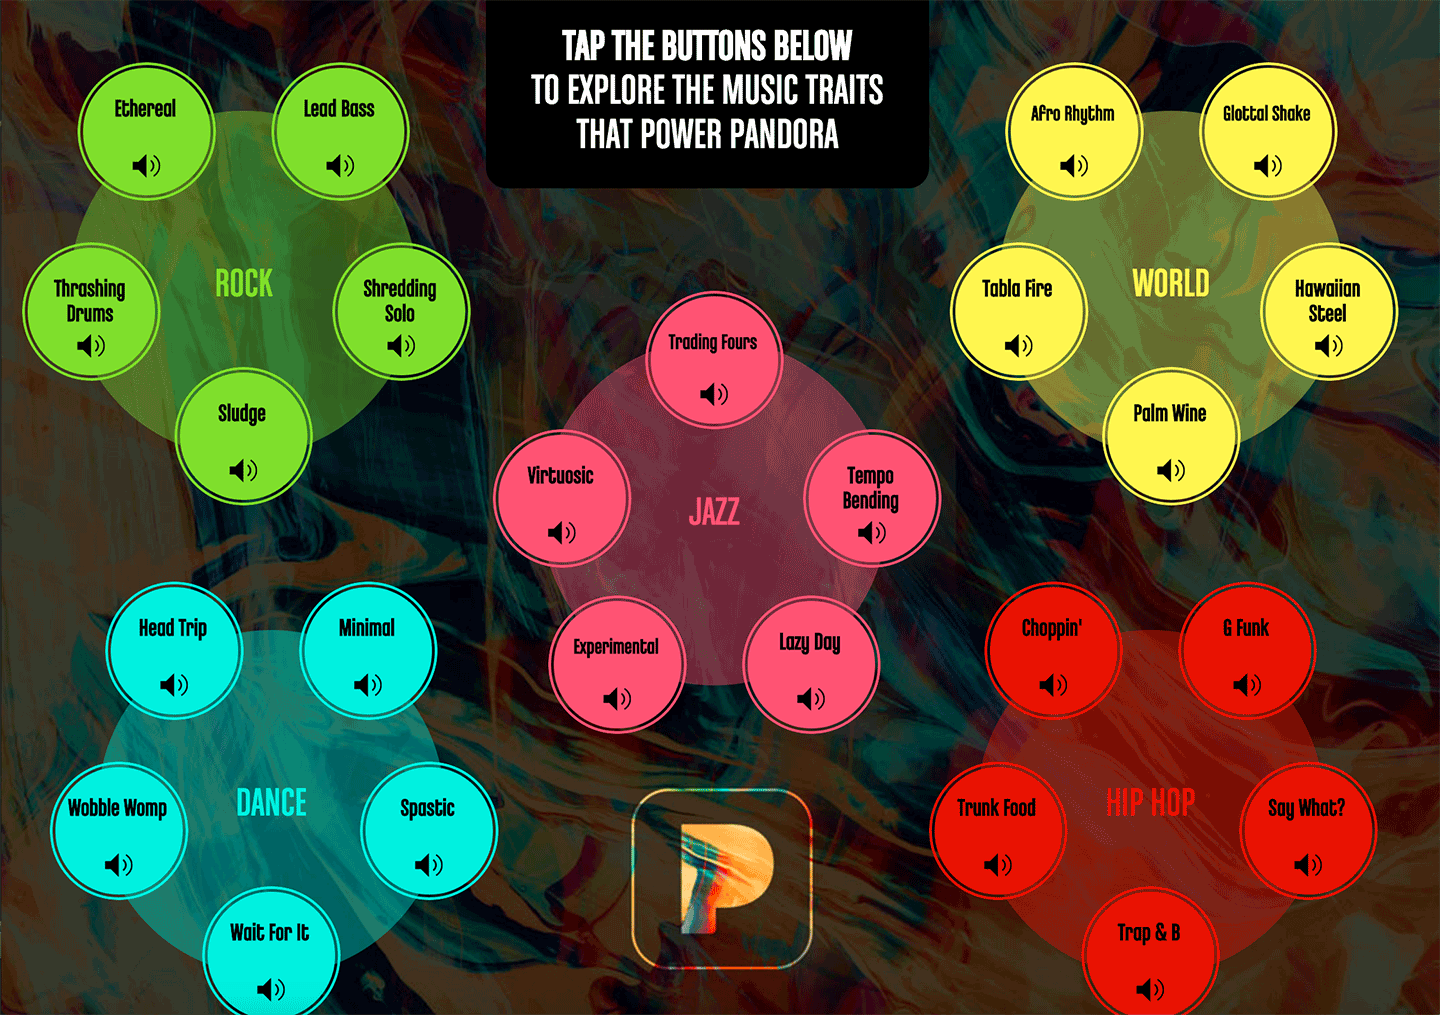 TAP THE BUTTONS BELOW
TO EXPLORE THE MUSIC TRAITS
THAT POWER PANDORA
Ethereal
Lead Bass
Thrashing
Drums
ROCK
Shredding
Solo
Sludge
Afro Rhythm
Glottal Shake
Tabla Fire
WORLD
Hawaiian
Steel
Palm Wine
Trading Fours
Virtuosic
JAZZ
Tempo
Bending
Experimental
Lazy Day
Head Trip
Minimal
Wobble Womp
DANCE
Spastic
Wait For It
Choppin'
G Funk
Trunk Food
HIP HOP
Say What?
Trap & B
P